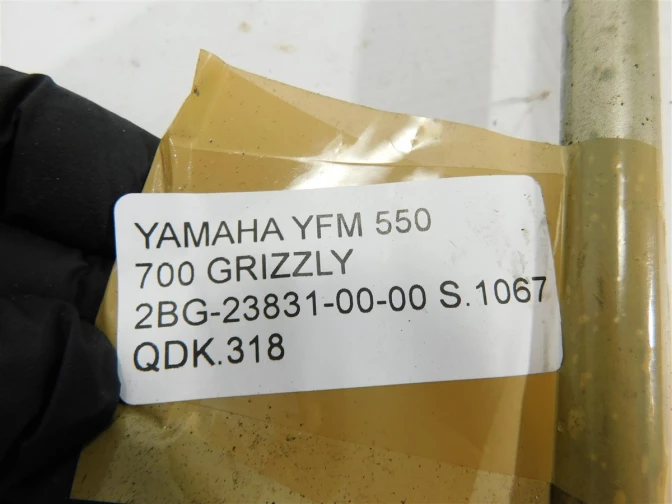 YAMAHA YFM 550
700 GRIZZLY
2BG-23831-00-00 S.1067
QDK.318